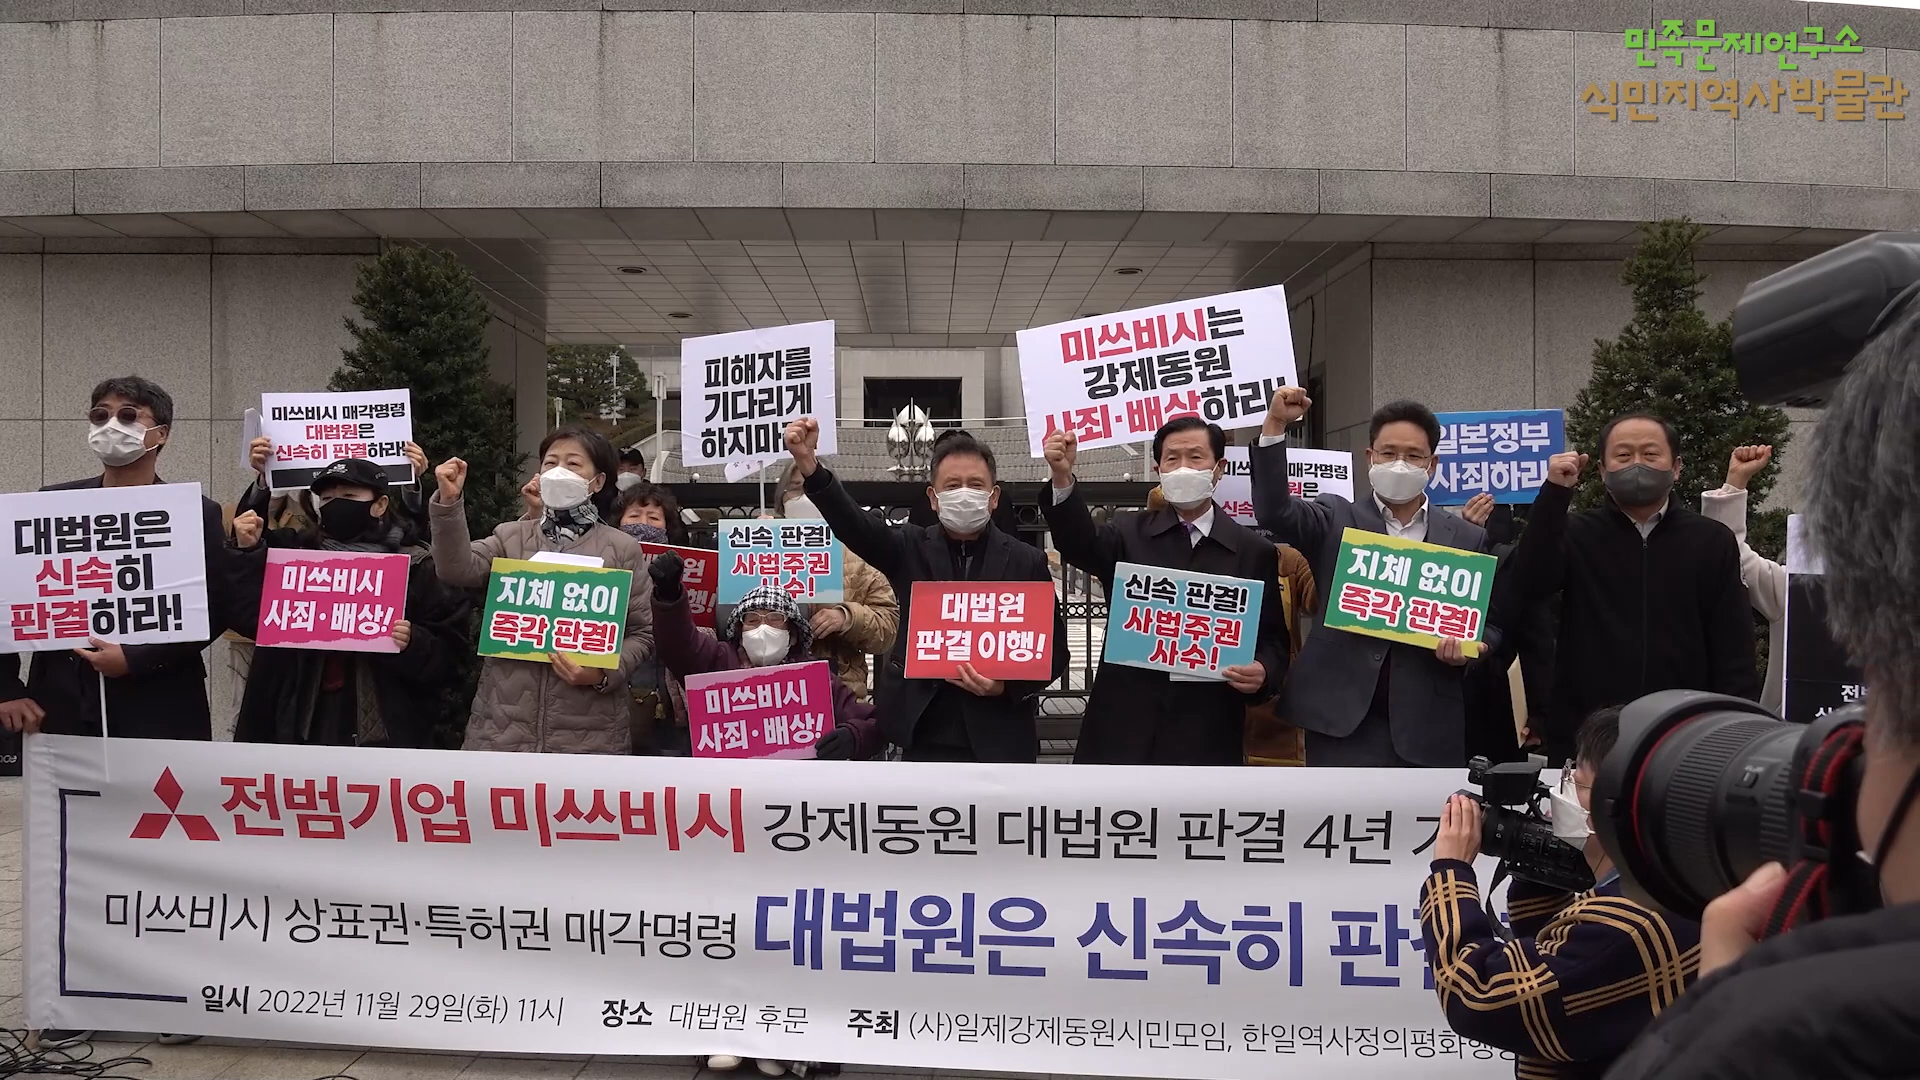 민족문제연구소
식민지역사박물관
피해자를
기다리게
하지마
미쓰비시는
강제동원
사죄·배상하라!
미쓰비시 매각명령
대법원은
신속히 판결하라!
일본정부
사죄하라
매각명령
대법원은
신속히
판결하라!
미쓰비시
사죄·배상!
지체 없이
즉각 판결!
신속 판결!
사법주권
사수!
미쓰비시
사죄·배상!
대법원
판결 이행!
신속 판결!
사법주권
사수!
지체 없이
즉각 판결!
전범기업 미쓰비시 강제동원 대법원 판결 4년
미쓰비시 상표권·특허권 매각명령 대법원은 신속히
일시 2022년 11월 29일(화) 11시 장소 대법원 후문 주최 (사)일제강제동원시민모임, 한일역사정의평화행동